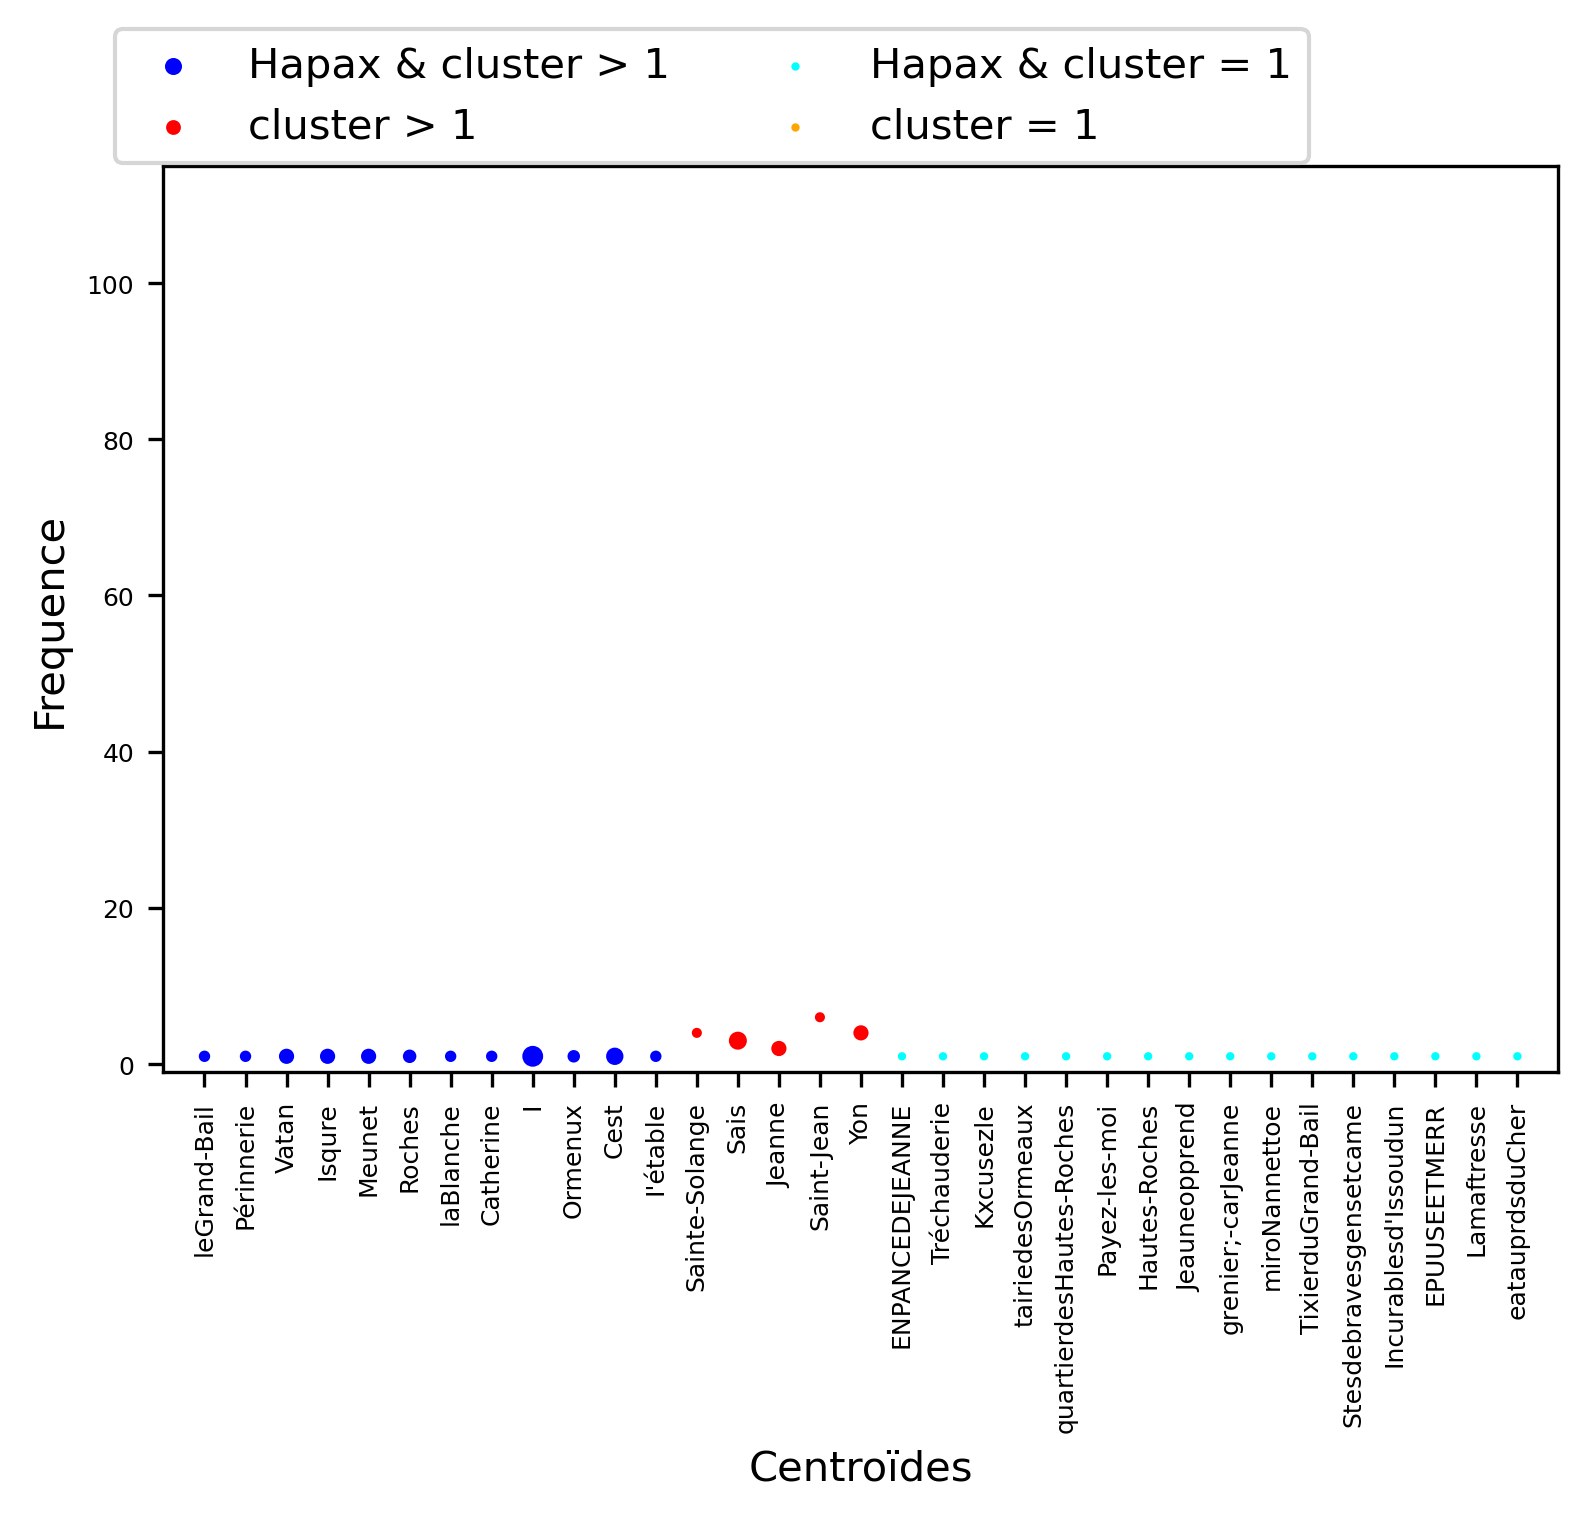 Hapax & cluster > 1
Hapax & cluster = 1
cluster > 1
cluster = 1
100
80
60
40
20
0
Frequence
leGrand-Bail
Périnnerie
Vatan
Isqure
Meunet
Roches
laBlanche
Catherine
I
Ormenux
Cest
l'étable
Sainte-Solange
Sais
Jeanne
Saint-Jean
Yon
ENPANCEDEJEANNE
Tréchauderie
Kxcusezle
tairiedesOrmeaux
quartierdesHautes-Roches
Payez-les-moi
Hautes-Roches
Jeauneopprend
grenier;-carJeanne
miroNannettoe
TixierduGrand-Bail
Stesdebravesgensetcame
Incurablesd'Issoudun
EPUUSEETMERR
Lamaftresse
eatauprdsduCher
Centroïdes